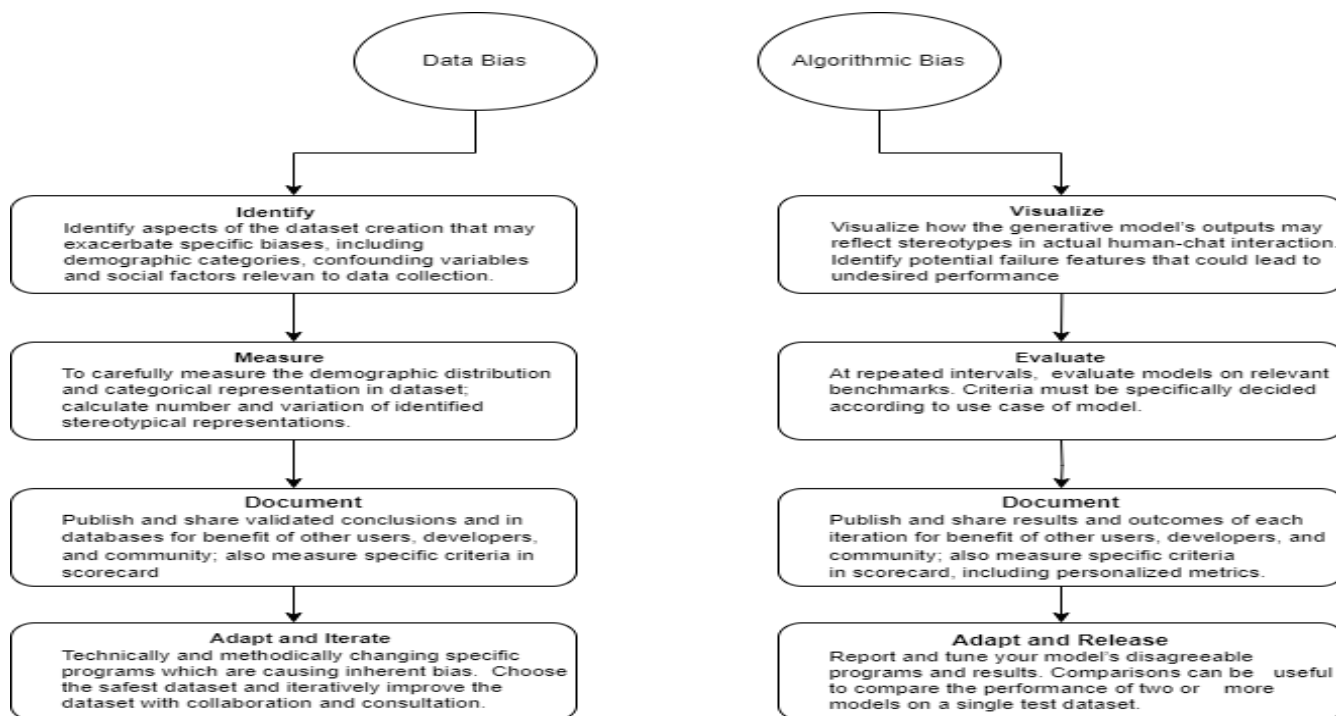 Data Bias
Algorithmic Bias
Identify
Identify aspects of the dataset creation that may
exacerbate specific biases, including
demographic categories, confounding variables
and social factors relevan to data collection.
Measure
To carefully measure the demographic distribution
and categorical representation in dataset;
calculate number and variation of identified
stereotypical representations.
Document
Publish and share validated conclusions and in
databases for benefit of other users, developers,
and community; also measure specific criteria in
scorecard
Adapt and Iterate
Technically and methodically changing specific
programs which are causing inherent bias. Choose
the safest dataset and iteratively improve the
dataset with collaboration and consultation.
Visualize
Visualize how the generative model's outputs may
reflect stereotypes in actual human-chat interaction.
Identify potential failure features that could lead to
undesired performance
Evaluate
At repeated intervals, evaluate models on relevant
benchmarks. Criteria must be specifically decided
according to use case of model.
Document
Publish and share results and outcomes of each
iteration for benefit of other users, developers, and
community; also measure specific criteria
in scorecard, including personalized metrics.
Adapt and Release
Report and tune your model's disagreeable
programs and results. Comparisons can be useful
to compare the performance of two or more
models on a single test dataset.